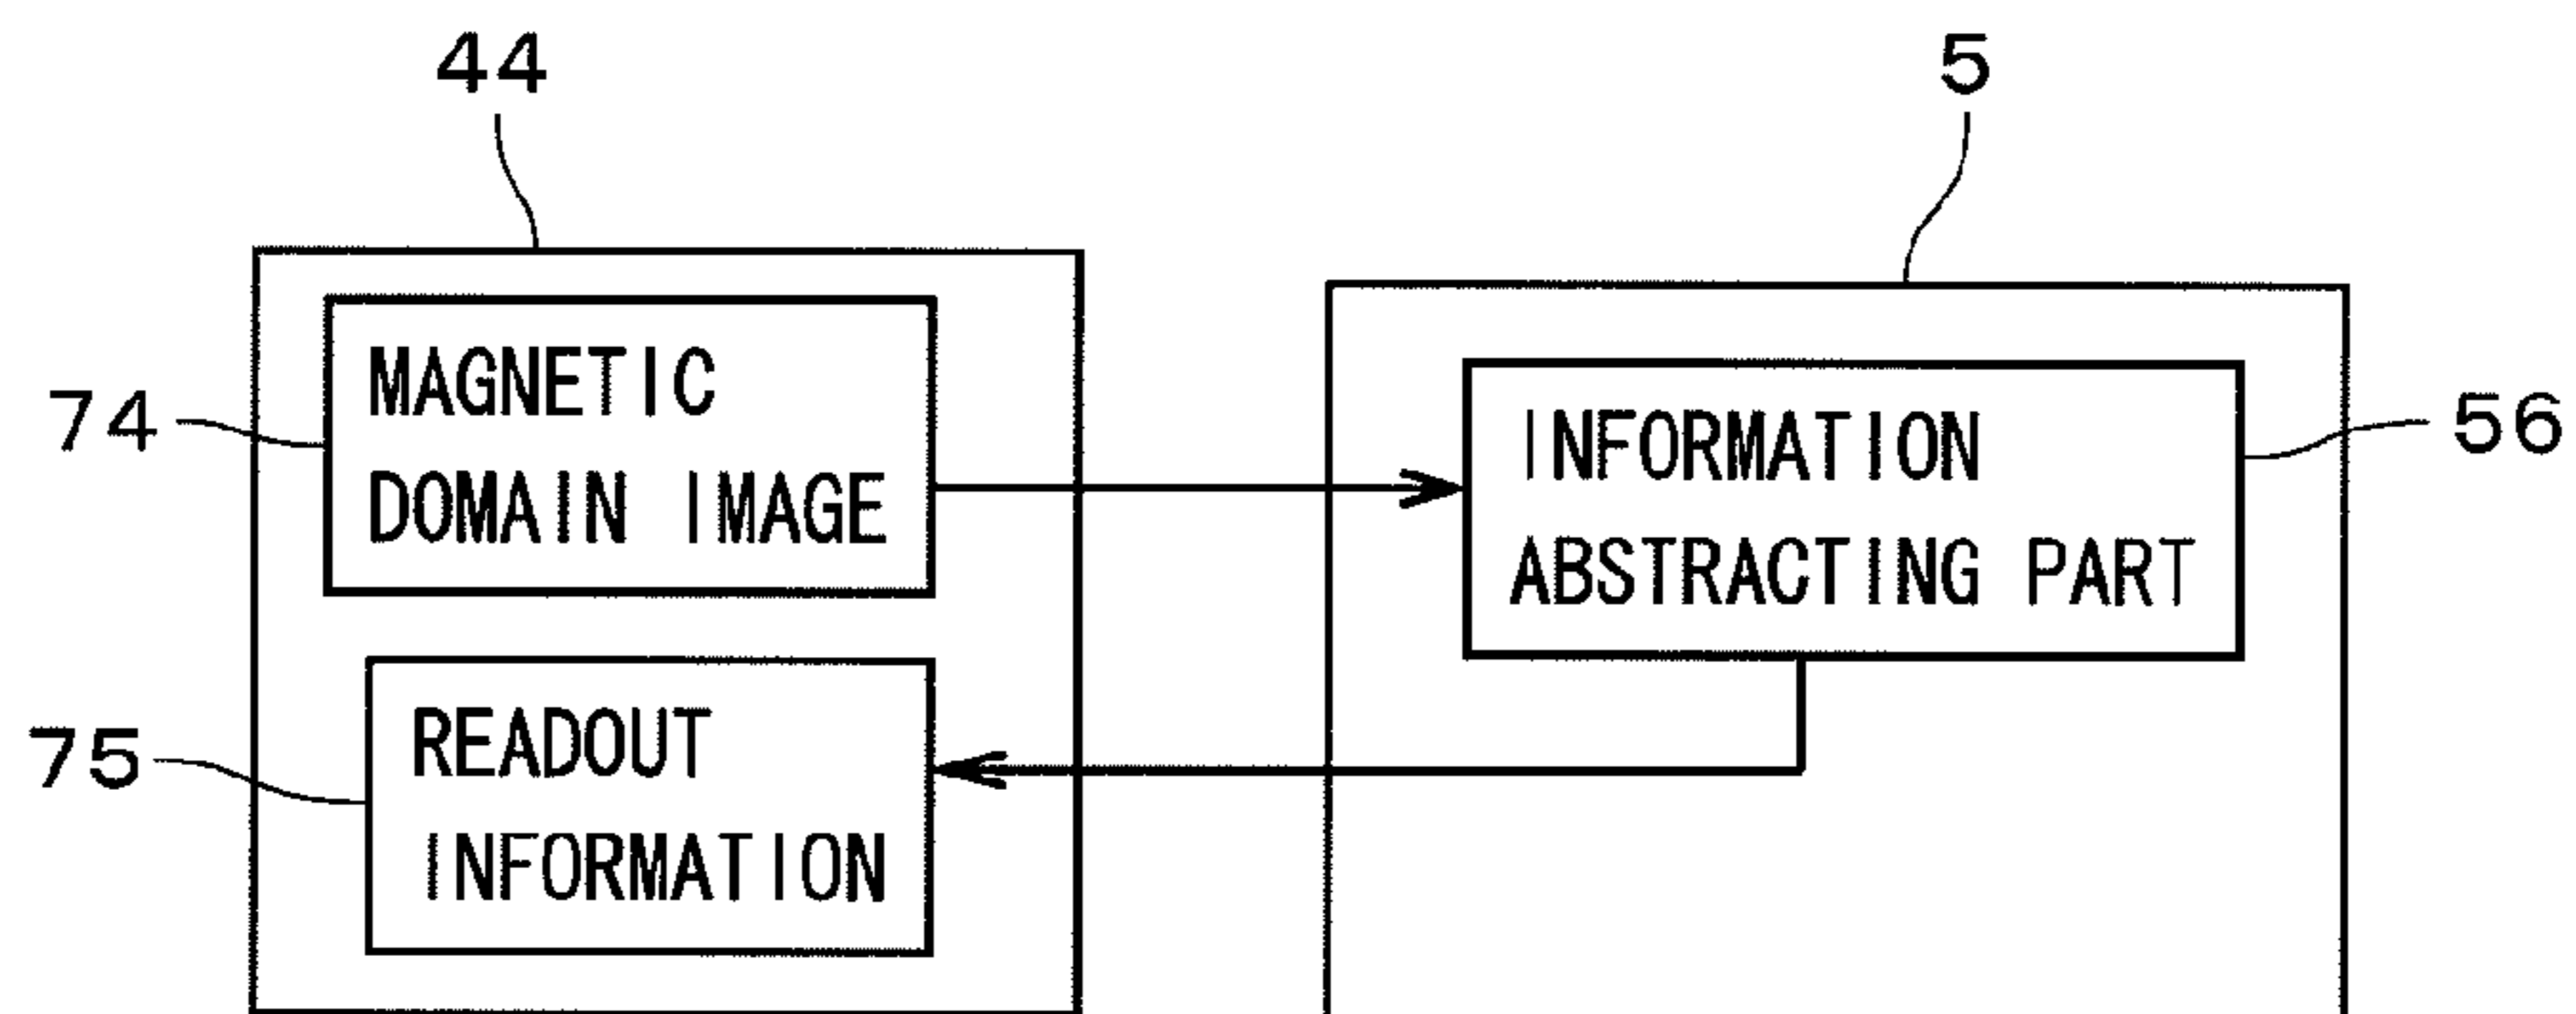 44
5
74
MAGNETIC
DOMAIN IMAGE
INFORMATION
ABSTRACTING PART
56
75
READOUT
INFORMATION